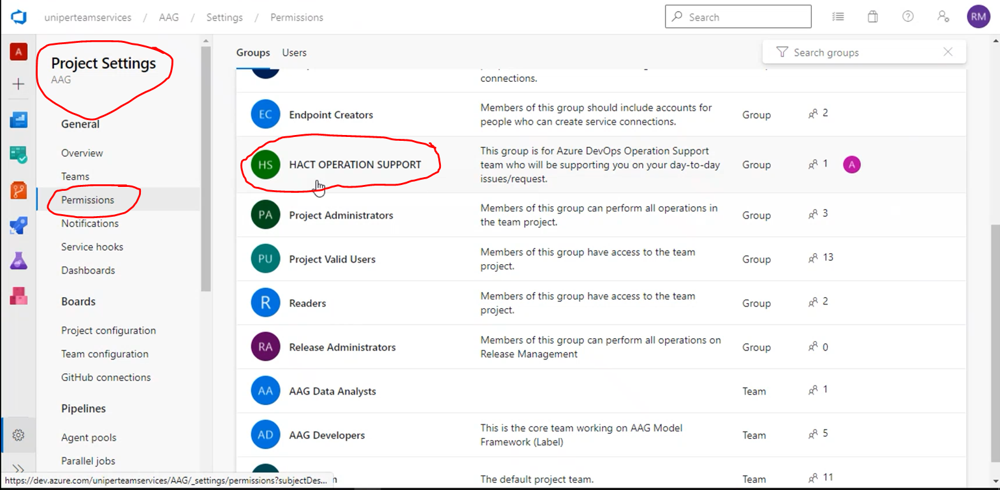 uniperteamservices / AAG / Settings / Permissions
Search
RM
A
Project Settings
AAG
General
Overview
Teams
Permissions
Notifications
Service hooks
Dashboards
Boards
Project configuration
Team configuration
GitHub connections
Pipelines
Agent pools
Parallel jobs
Groups Users
Search groups
connections.
EC Endpoint Creators
Members of this group should include accounts for
people who can create service connections.
Group 2
HS HACT OPERATION SUPPORT
This group is for Azure DevOps Operation Support
team who will be supporting you on your day-to-day
issues/request.
Group 1 A
PA Project Administrators
Members of this group can perform all operations in
the team project.
Group 3
PU Project Valid Users
Members of this group have access to the team
project.
Group 13
R Readers
Members of this group have access to the team
project.
Group 2
RA Release Administrators
Members of this group can perform all operations on
Release Management
Group 0
AA AAG Data Analysts
Team 1
AD AAG Developers
This is the core team working on AAG Model
Framework (Label)
Team 5
The default project team.
Team 11
https://dev.azure.com/uniperteamservices/AAG/_settings/permissions?subjectDes...